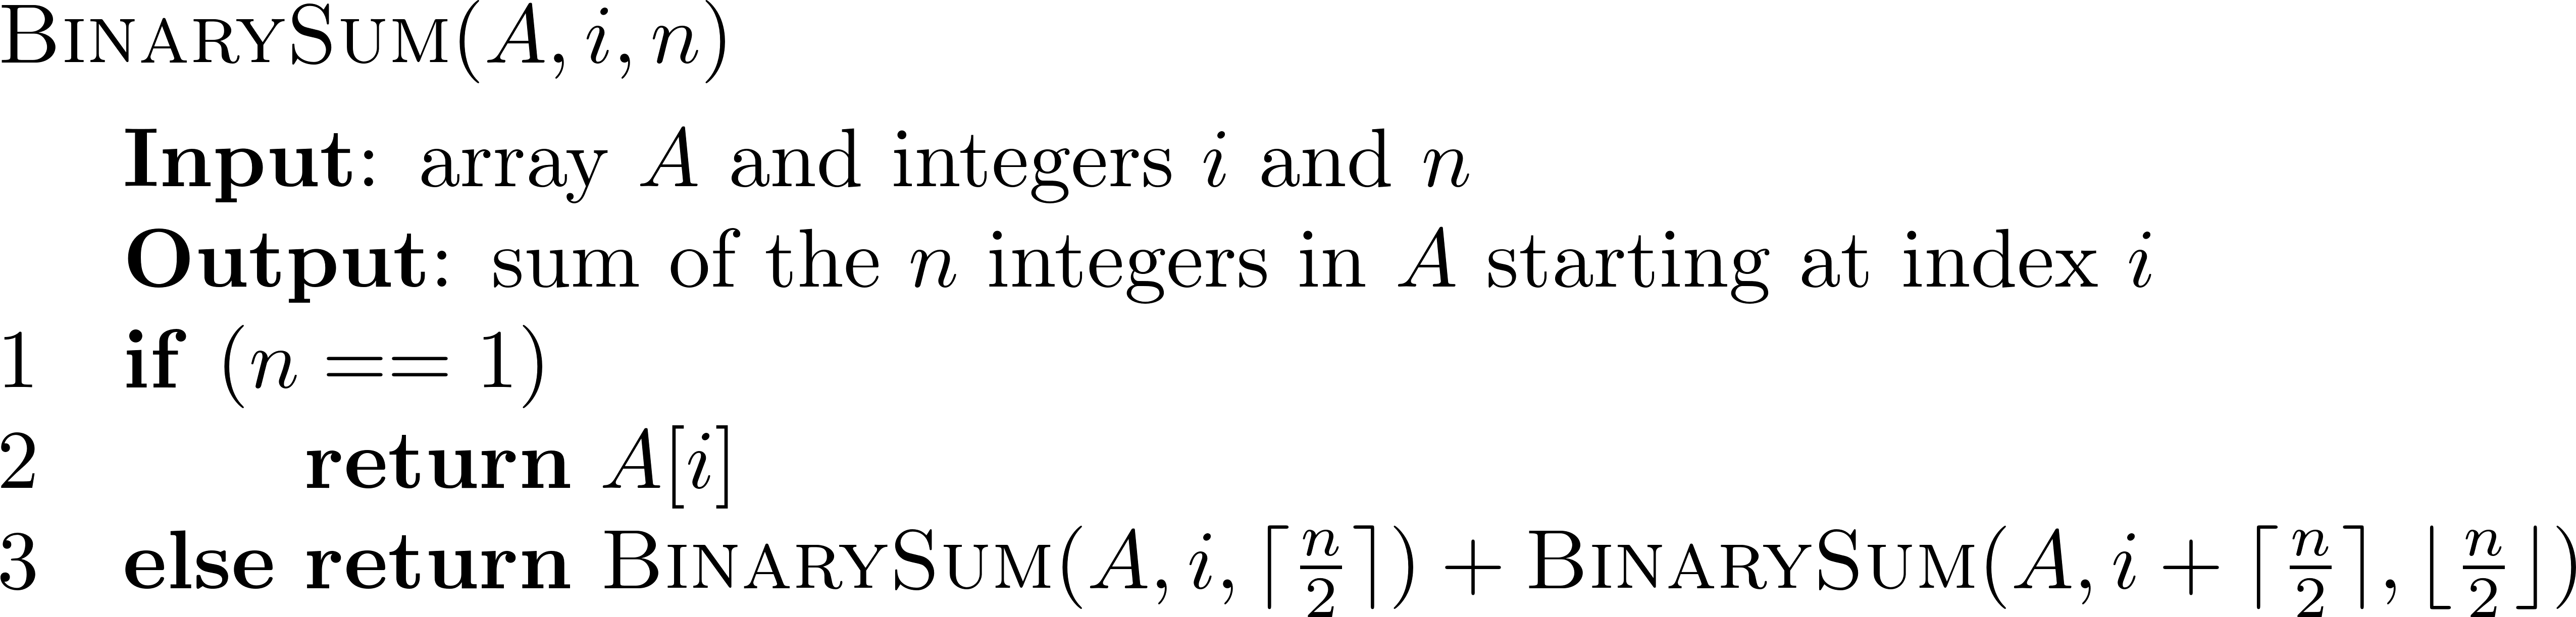 BINARYSUM(A, i, n)
Input: array A and integers i and n
Output: sum of the n integers in A starting at index i
1 if (n == 1)
2 return A[i]
3 else return BINARYSUM(A, i, ⌈n/2⌉) + BINARYSUM(A, i + ⌈n/2⌉, ⌊n/2⌋)